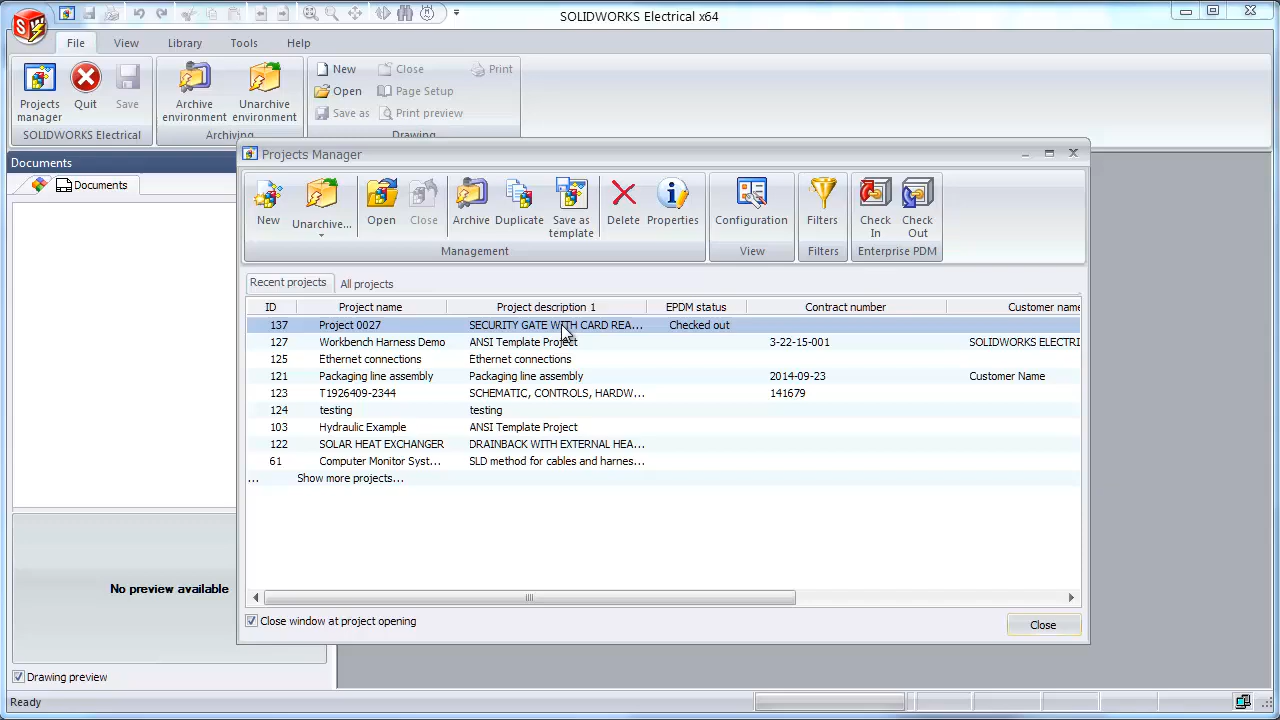 SOLIDWORKS Electrical x64
File View Library Tools Help
Projects manager
Quit
Save
SOLIDWORKS Electrical
Archive environment
Unarchive environment
Archiving
New
Open
Save as
Close
Page Setup
Print preview
Print
Drawing
Documents
Documents
No preview available
Drawing preview
Ready
Projects Manager
New
Unarchive...
Open
Close
Archive
Duplicate
Save as template
Delete
Properties
Management
Configuration
View
Filters
Filters
Check In
Check Out
Enterprise PDM
Recent projects All projects
ID Project name Project description 1 EPDM status Contract number Customer name
137 Project 0027 SECURITY GATE WITH CARD REA... Checked out
127 Workbench Harness Demo ANSI Template Project 3-22-15-001 SOLIDWORKS ELECTRI
125 Ethernet connections Ethernet connections
121 Packaging line assembly Packaging line assembly 2014-09-23 Customer Name
123 T1926409-2344 SCHEMATIC, CONTROLS, HARDW... 141679
124 testing testing
103 Hydraulic Example ANSI Template Project
122 SOLAR HEAT EXCHANGER DRAINBACK WITH EXTERNAL HEA...
61 Computer Monitor Syst... SLD method for cables and harnes...
... Show more projects...
Close window at project opening
Close